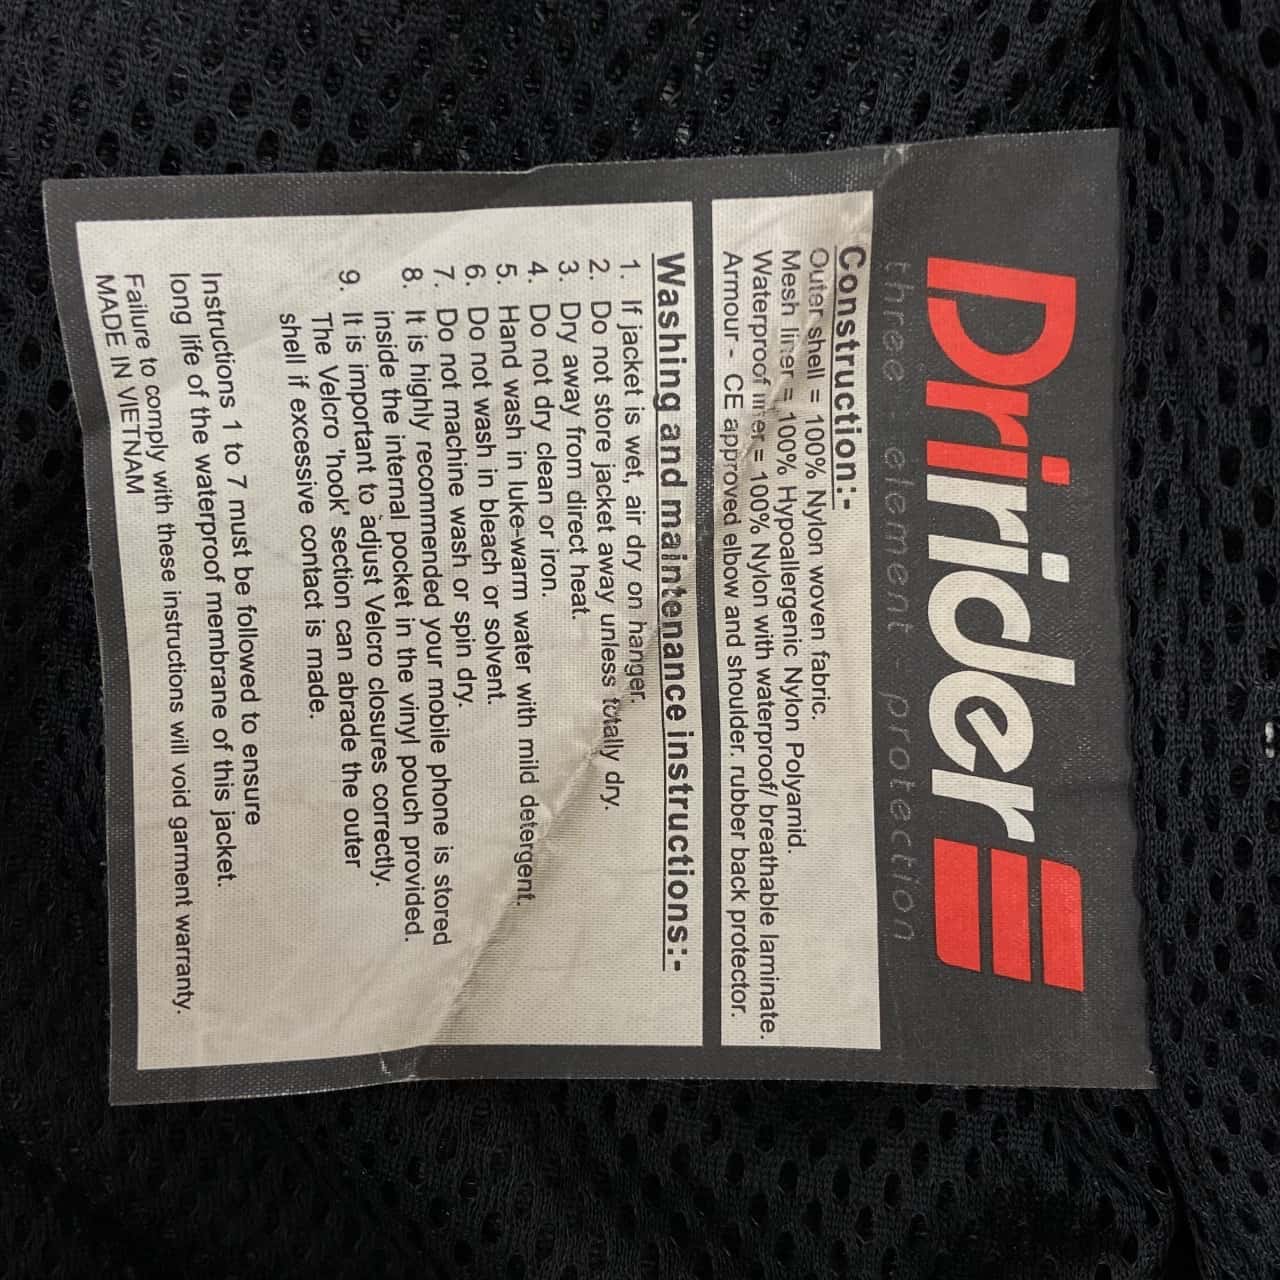 Dririder
three element protection
Construction:-
Outer shell = 100% Nylon woven fabric.
Mesh liner = 100% Hypoallergenic Nylon Polyamid.
Waterproof liner = 100% Nylon with waterproof/ breathable laminate.
Armour - CE approved elbow and shoulder. rubber back protector.
Washing and maintenance instructions:-
1. If jacket is wet, air dry on hanger.
2. Do not store jacket away unless totally dry.
3. Dry away from direct heat.
4. Do not dry clean or iron.
5. Hand wash in luke-warm water with mild detergent.
6. Do not wash in bleach or solvent.
7. Do not machine wash or spin dry.
8. It is highly recommended your mobile phone is stored
inside the internal pocket in the vinyl pouch provided.
9. It is important to adjust Velcro closures correctly.
The Velcro 'hook' section can abrade the outer
shell if excessive contact is made.
Instructions 1 to 7 must be followed to ensure
long life of the waterproof membrane of this jacket.
Failure to comply with these instructions will void garment warranty.
MADE IN VIETNAM